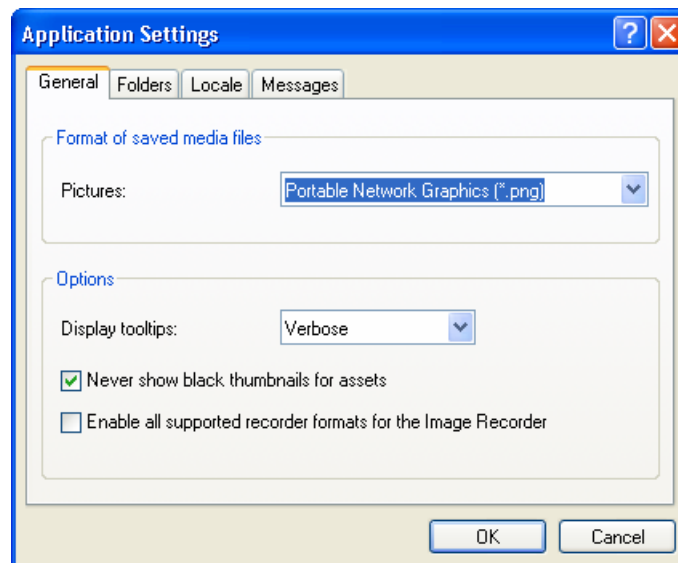 Application Settings
General Folders Locale Messages
Format of saved media files
Pictures: Portable Network Graphics (*.png)
Options
Display tooltips: Verbose
Never show black thumbnails for assets
Enable all supported recorder formats for the Image Recorder
OK Cancel